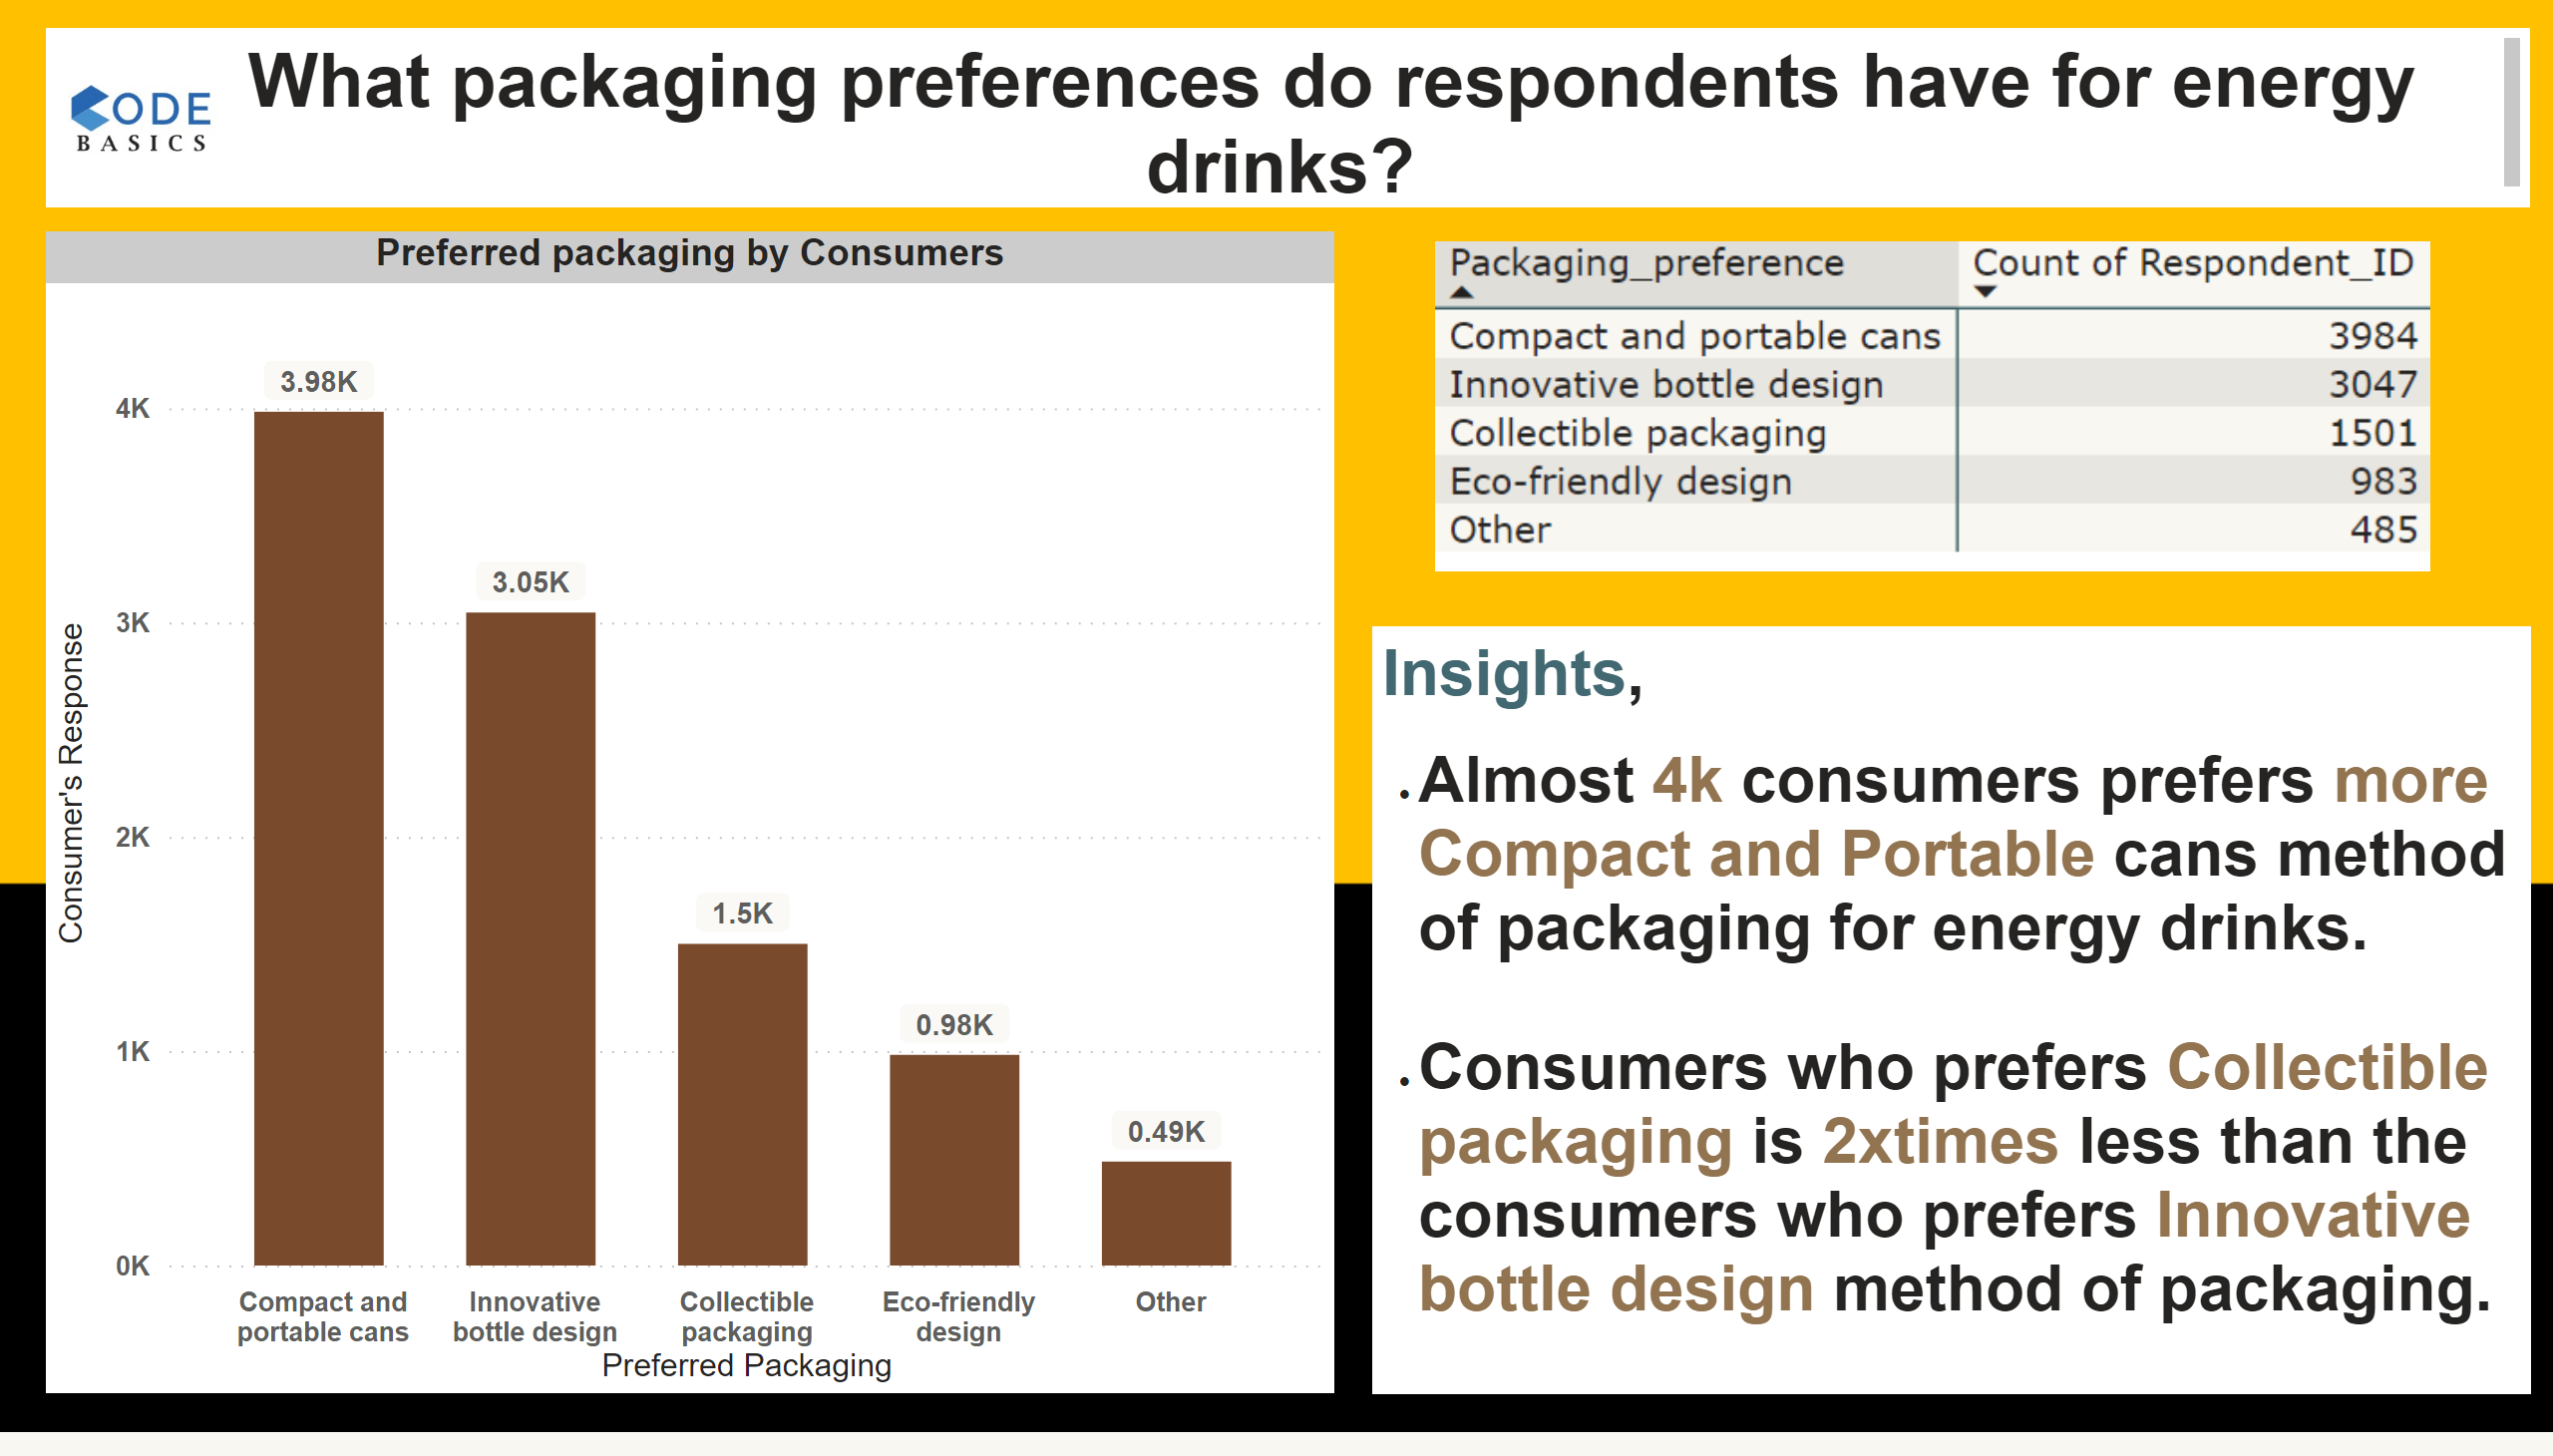 What packaging preferences do respondents have for energy
drinks?
CODE
BASICS
Preferred packaging by Consumers
Consumer's Response
4K
3K
2K
1K
0K
3.98K
3.05K
1.5K
0.98K
0.49K
Compact and
portable cans
Innovative
bottle design
Collectible
packaging
Eco-friendly
design
Other
Preferred Packaging
Packaging_preference Count of Respondent_ID
Compact and portable cans 3984
Innovative bottle design 3047
Collectible packaging 1501
Eco-friendly design 983
Other 485
Insights,
• Almost 4k consumers prefers more
Compact and Portable cans method
of packaging for energy drinks.
• Consumers who prefers Collectible
packaging is 2xtimes less than the
consumers who prefers Innovative
bottle design method of packaging.